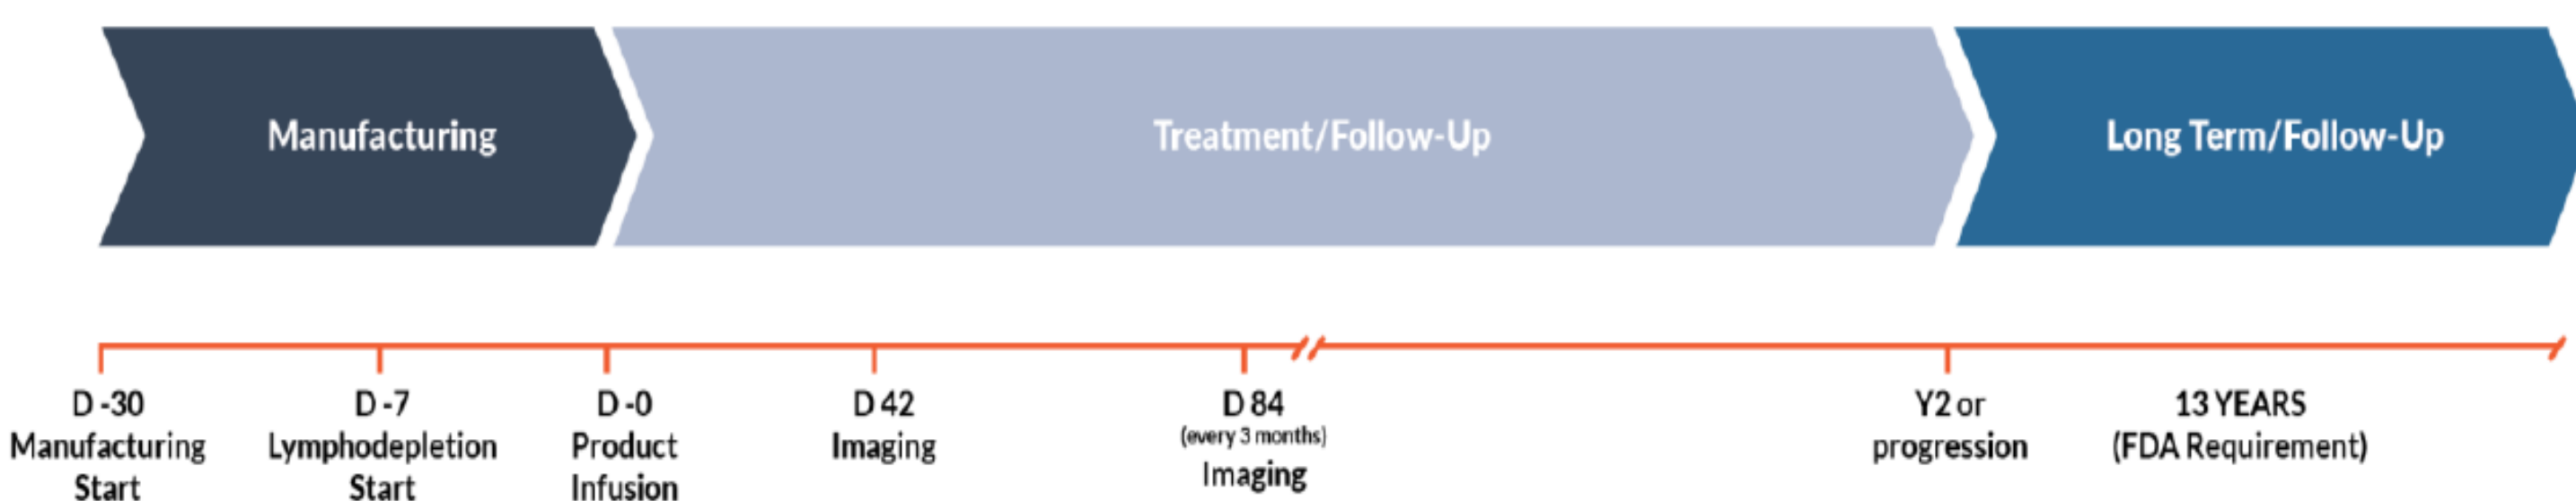 Manufacturing
Treatment/Follow-Up
Long Term/Follow-Up
D -30
Manufacturing
Start
D -7
Lymphodepletion
Start
D -0
Product
Infusion
D 42
Imaging
D 84
(every 3 months)
Imaging
Y2 or
progression
13 YEARS
(FDA Requirement)